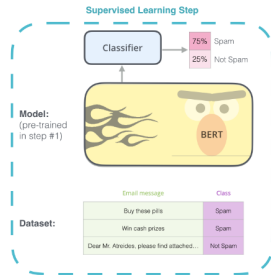 Supervised Learning Step
Classifier
75% Spam
25% Not Spam
Model:
(pre-trained
in step #1)
BERT
Email message Class
Dataset:
Buy these pills Spam
Win cash prizes Spam
Dear Mr. Atreides, please find attached... Not Spam